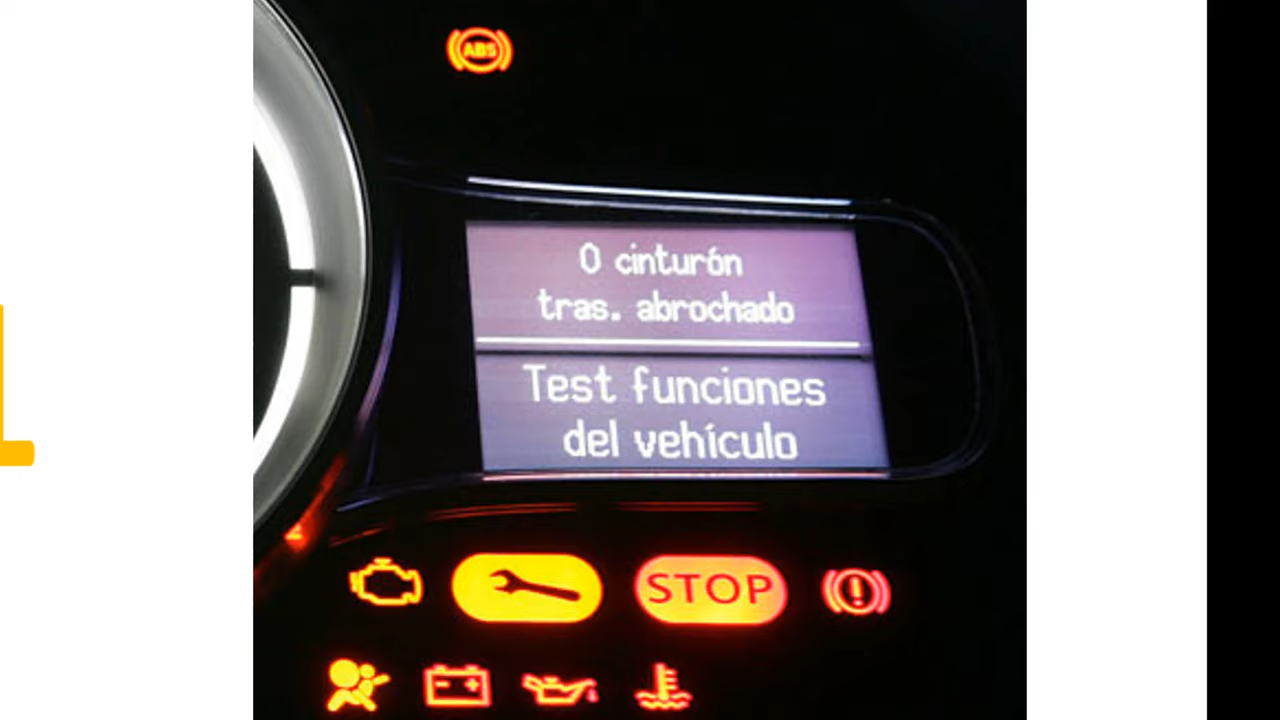 ABS
0 cinturón
tras. abrochado
Test funciones
del vehículo
STOP